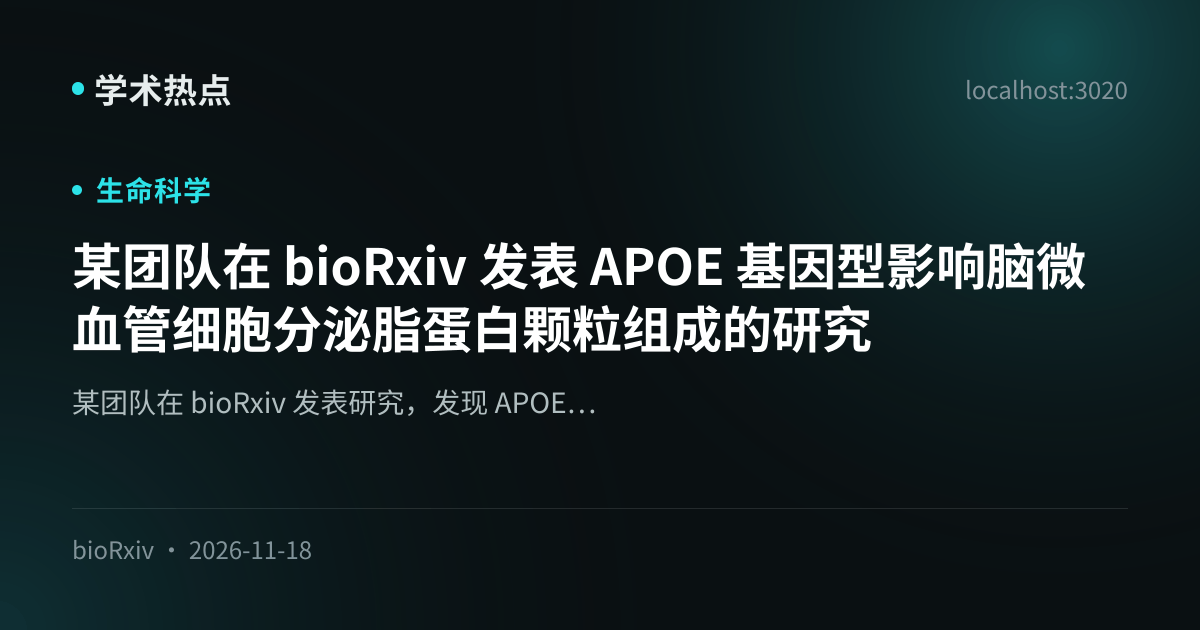 学术热点
localhost:3020
生命科学
某团队在 bioRxiv 发表 APOE 基因型影响脑微
血管细胞分泌脂蛋白颗粒组成的研究
某团队在 bioRxiv 发表研究，发现 APOE…
bioRxiv · 2026-11-18